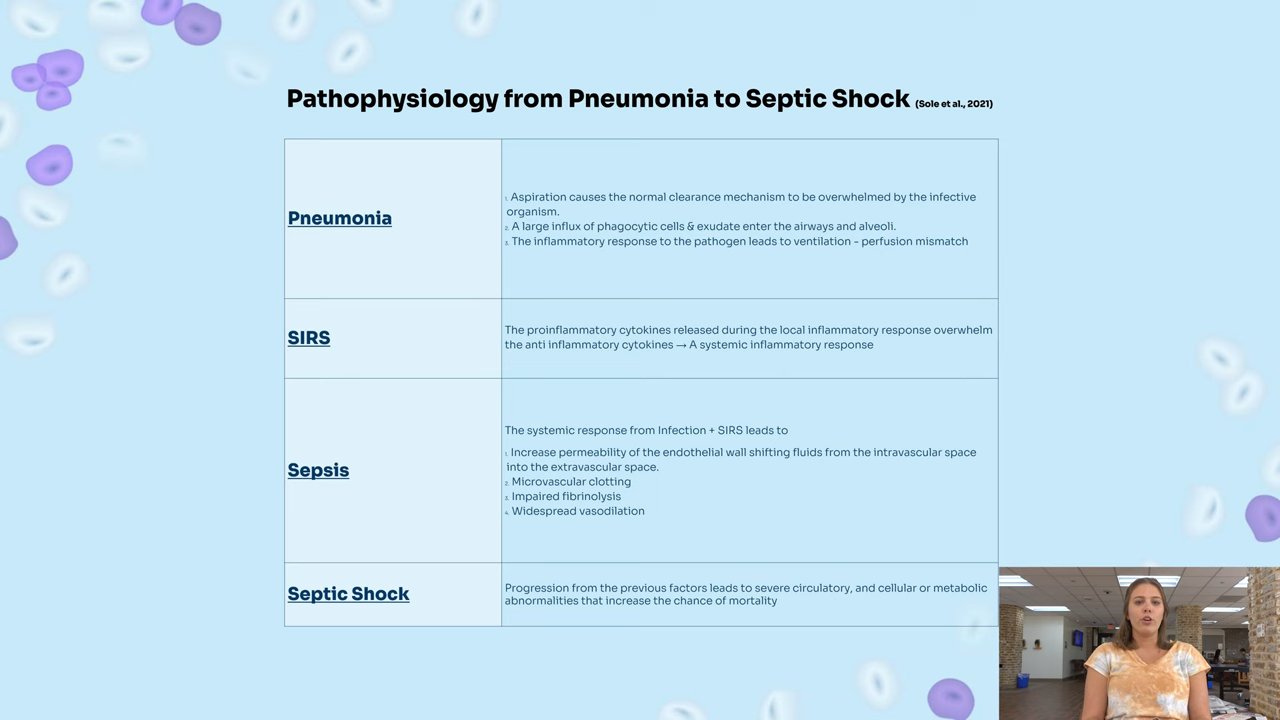 Pathophysiology from Pneumonia to Septic Shock (Sole et al., 2021)
Pneumonia
1. Aspiration causes the normal clearance mechanism to be overwhelmed by the infective
organism.
2. A large influx of phagocytic cells & exudate enter the airways and alveoli.
3. The inflammatory response to the pathogen leads to ventilation - perfusion mismatch
SIRS
The proinflammatory cytokines released during the local inflammatory response overwhelm
the anti inflammatory cytokines → A systemic inflammatory response
Sepsis
The systemic response from Infection + SIRS leads to
1. Increase permeability of the endothelial wall shifting fluids from the intravascular space
into the extravascular space.
2. Microvascular clotting
3. Impaired fibrinolysis
4. Widespread vasodilation
Septic Shock
Progression from the previous factors leads to severe circulatory, and cellular or metabolic
abnormalities that increase the chance of mortality